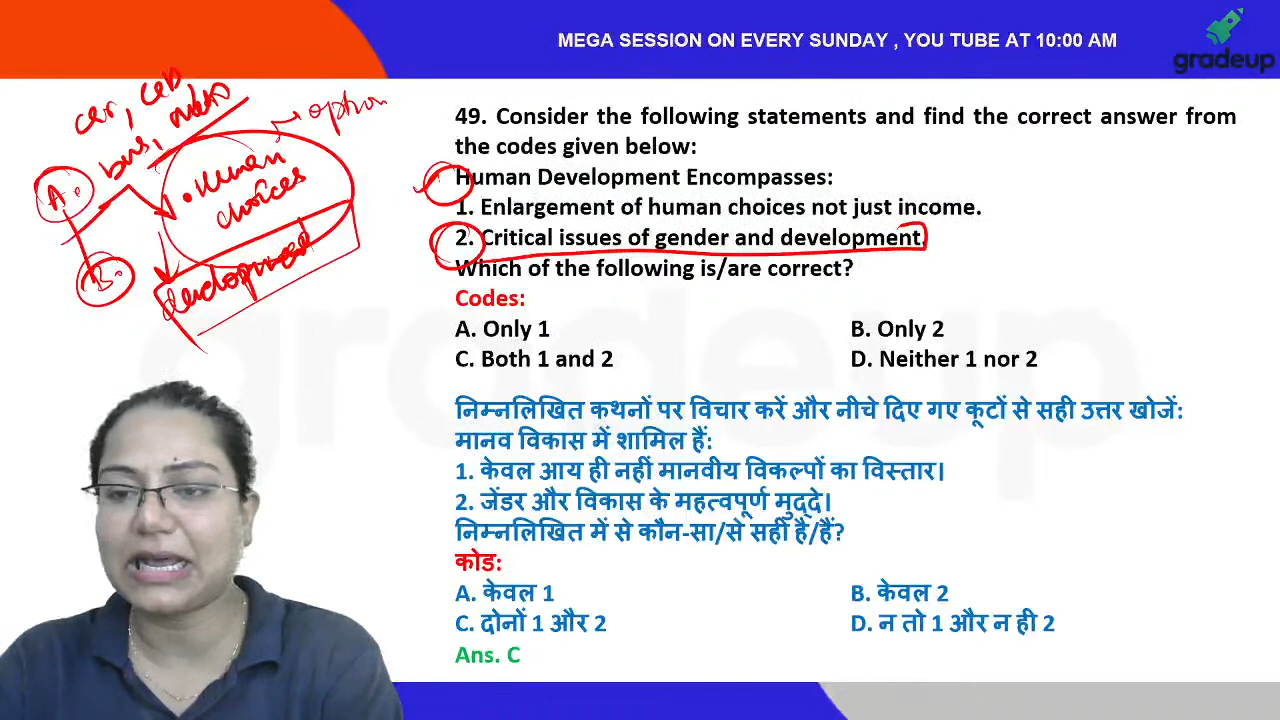 MEGA SESSION ON EVERY SUNDAY , YOU TUBE AT 10:00 AM
gradeup
car, cab
bus, metro
option
A.
B.
• Human
choices
development
49. Consider the following statements and find the correct answer from
the codes given below:
Human Development Encompasses:
1. Enlargement of human choices not just income.
2. Critical issues of gender and development.
Which of the following is/are correct?
Codes:
A. Only 1 B. Only 2
C. Both 1 and 2 D. Neither 1 nor 2
निम्नलिखित कथनों पर विचार करें और नीचे दिए गए कूटों से सही उत्तर खोजें:
मानव विकास में शामिल हैं:
1. केवल आय ही नहीं मानवीय विकल्पों का विस्तार।
2. जेंडर और विकास के महत्वपूर्ण मुद्दे।
निम्नलिखित में से कौन-सा/से सही है/हैं?
कोड:
A. केवल 1 B. केवल 2
C. दोनों 1 और 2 D. न तो 1 और न ही 2
Ans. C
gradeup